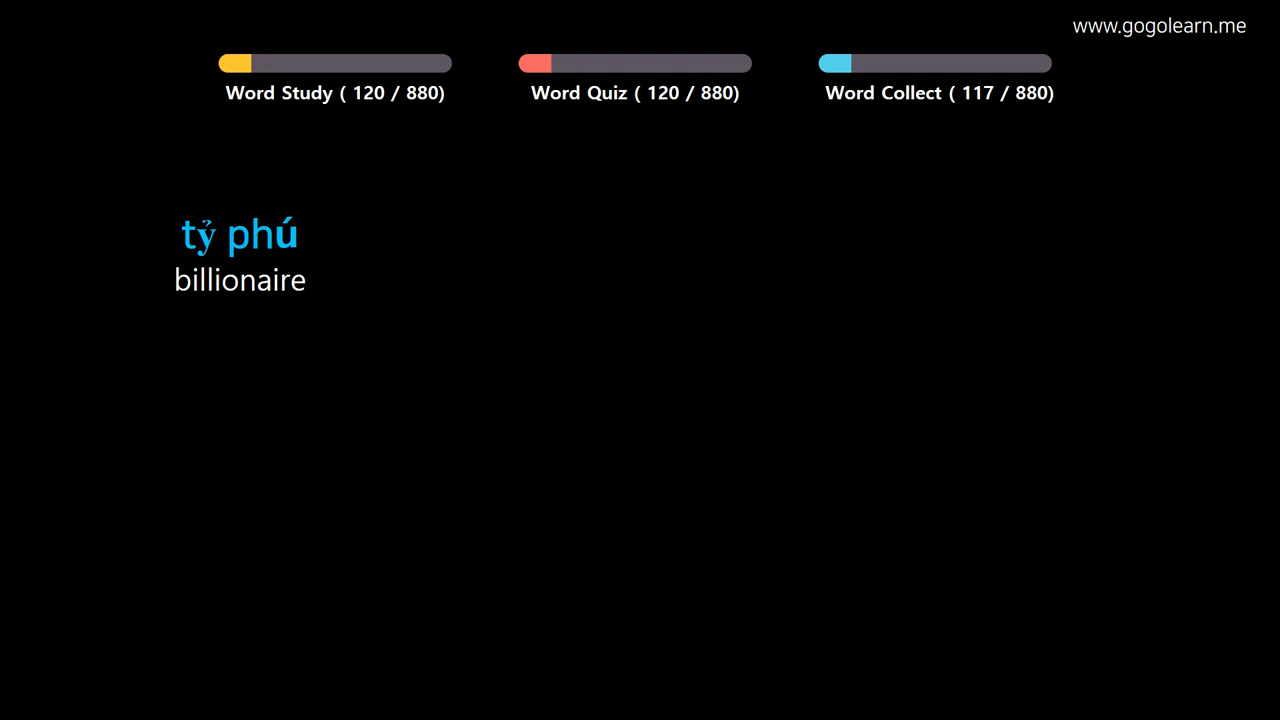 www.gogolearn.me
Word Study ( 120 / 880)
Word Quiz ( 120 / 880)
Word Collect ( 117 / 880)
tỷ phú
billionaire